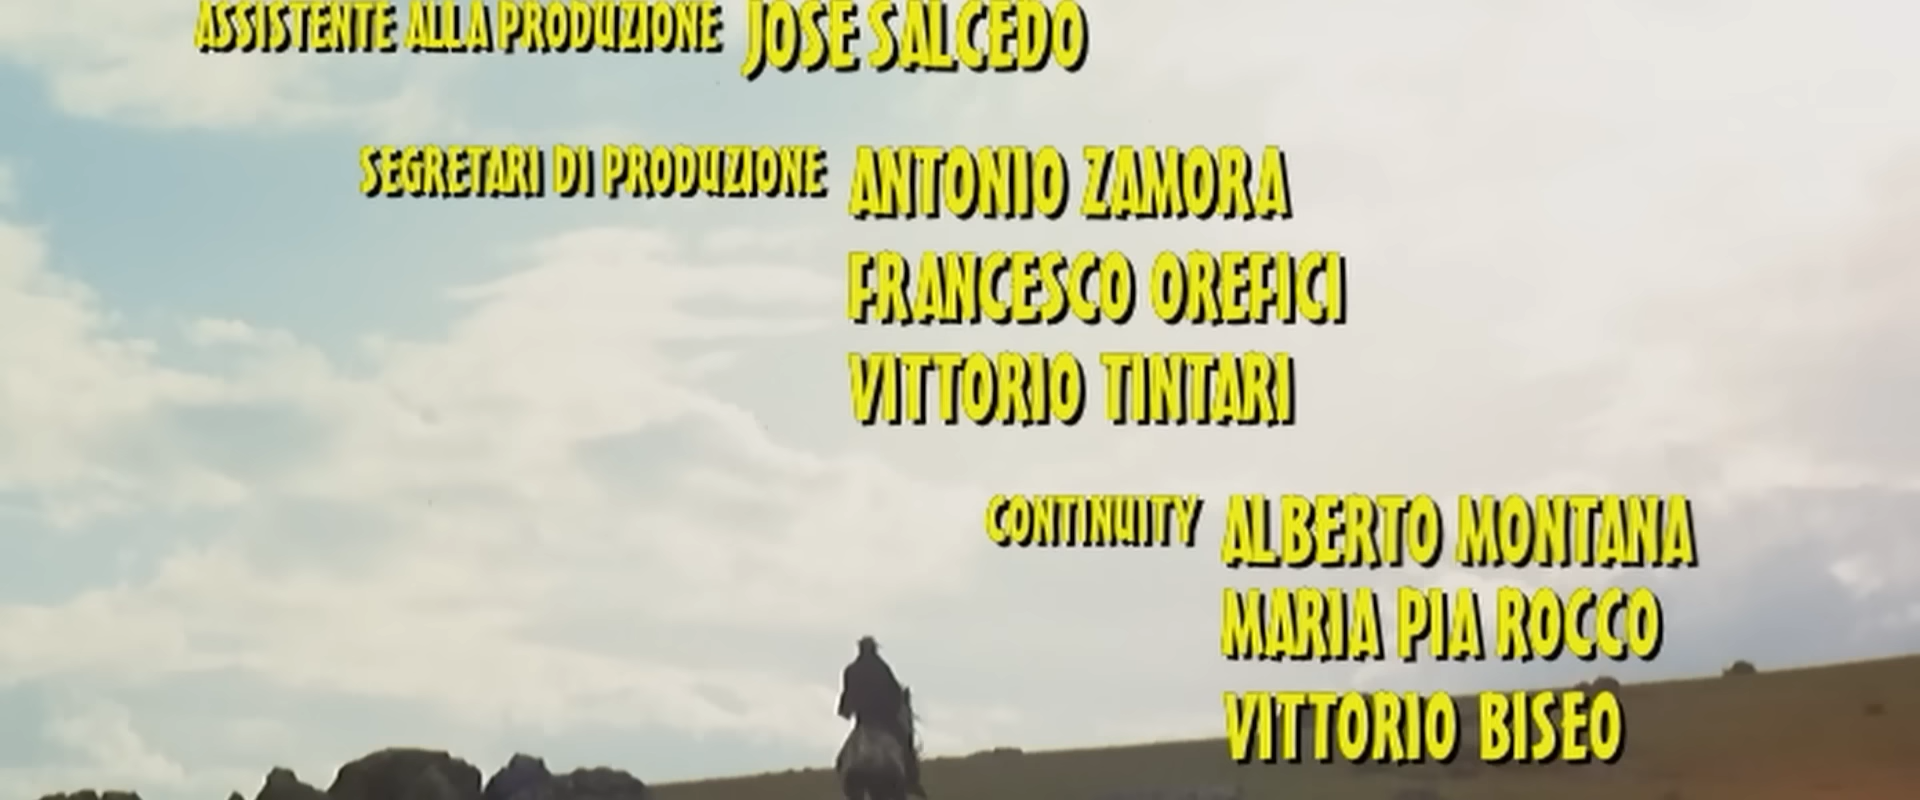 ASSISTENTE ALLA PRODUZIONE JOSE SALCEDO
SEGRETARI DI PRODUZIONE ANTONIO ZAMORA
FRANCESCO OREFICI
VITTORIO TINTARI
CONTINUITY ALBERTO MONTANA
MARIA PIA ROCCO
VITTORIO BISEO